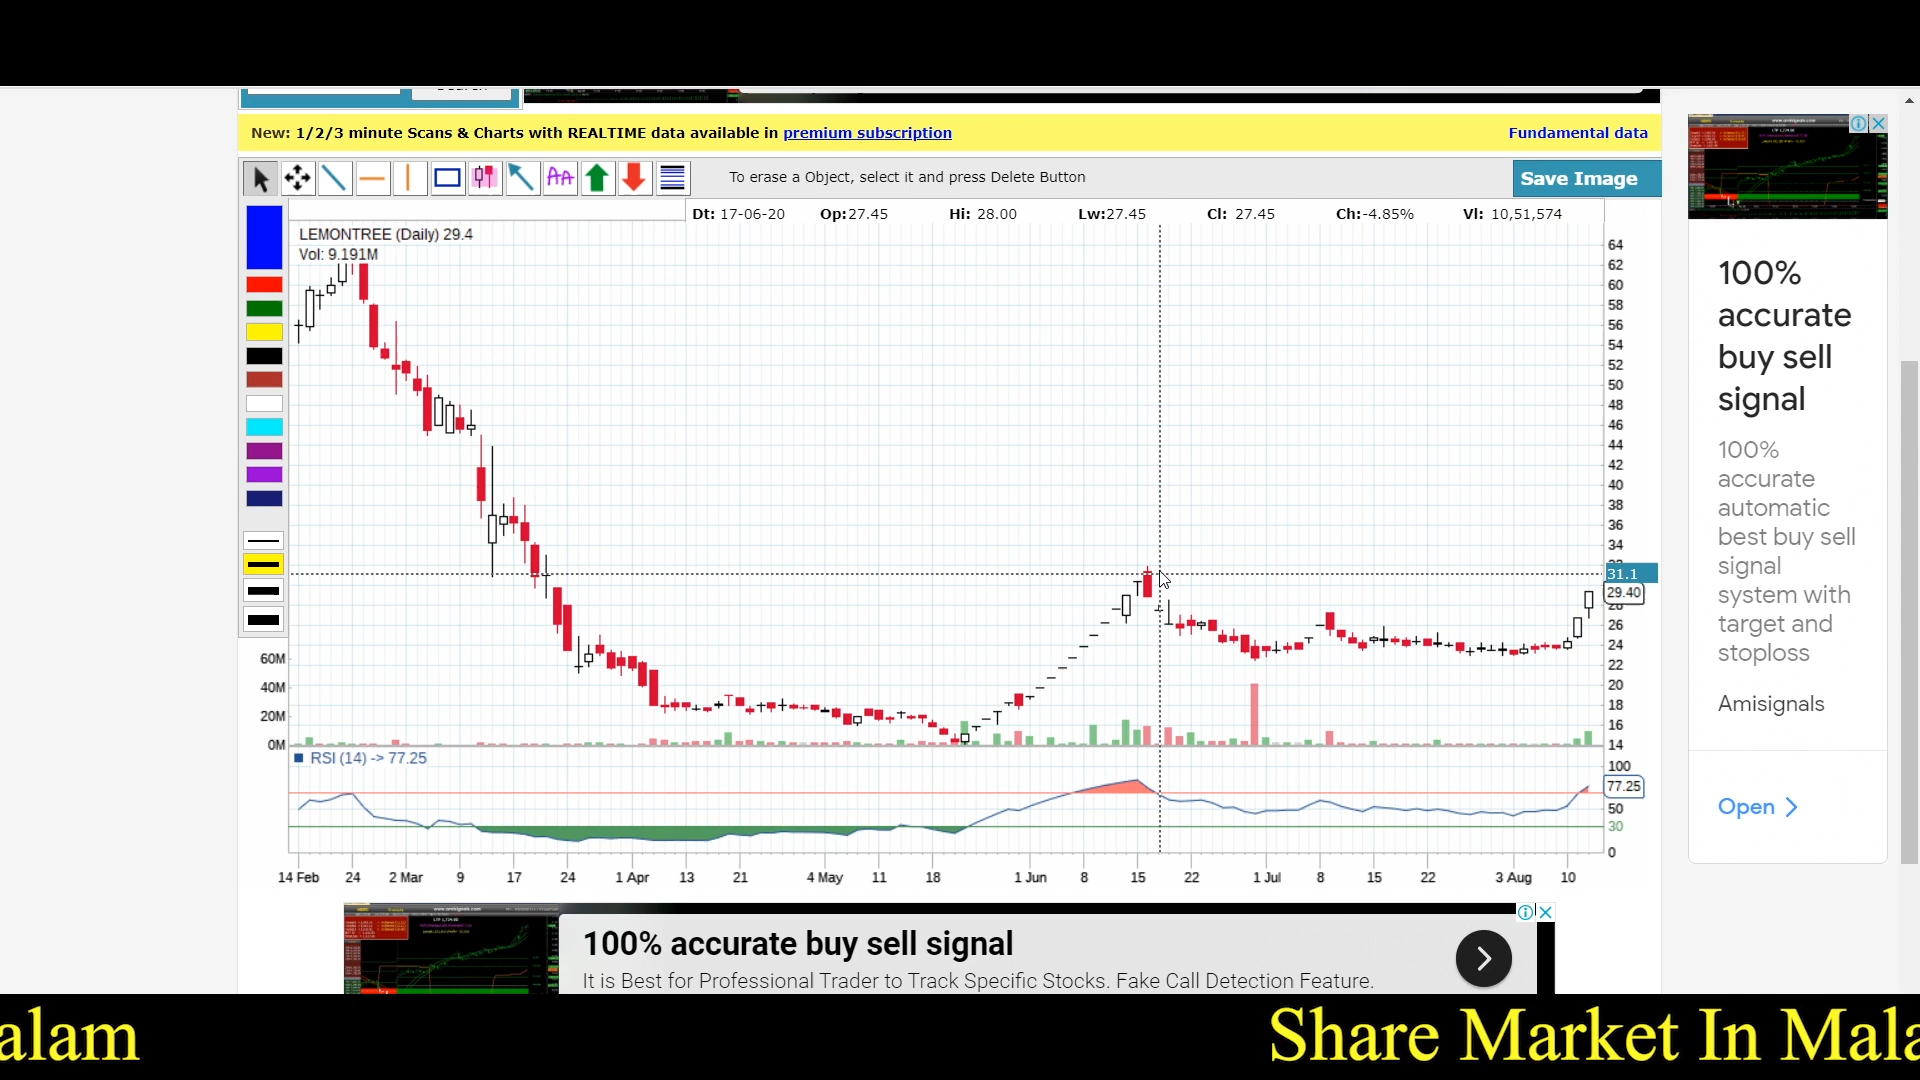 New: 1/2/3 minute Scans & Charts with REALTIME data available in premium subscription
Fundamental data
To erase a Object, select it and press Delete Button
Save Image
Dt: 17-06-20 Op:27.45 Hi: 28.00 Lw:27.45 Cl: 27.45 Ch:-4.85% Vl: 10,51,574
LEMONTREE (Daily) 29.4
Vol: 9.191M
64
62
60
58
56
54
52
50
48
46
44
42
40
38
36
34
31.1
29.40
26
24
22
20
18
16
14
60M
40M
20M
0M
RSI (14) -> 77.25
100
77.25
50
30
0
14 Feb 24 2 Mar 9 17 24 1 Apr 13 21 4 May 11 18 1 Jun 8 15 22 1 Jul 8 15 22 3 Aug 10
100%
accurate
buy sell
signal
100%
accurate
automatic
best buy sell
signal
system with
target and
stoploss
Amisignals
Open
100% accurate buy sell signal
It is Best for Professional Trader to Track Specific Stocks. Fake Call Detection Feature.
alam
Share Market In Mala